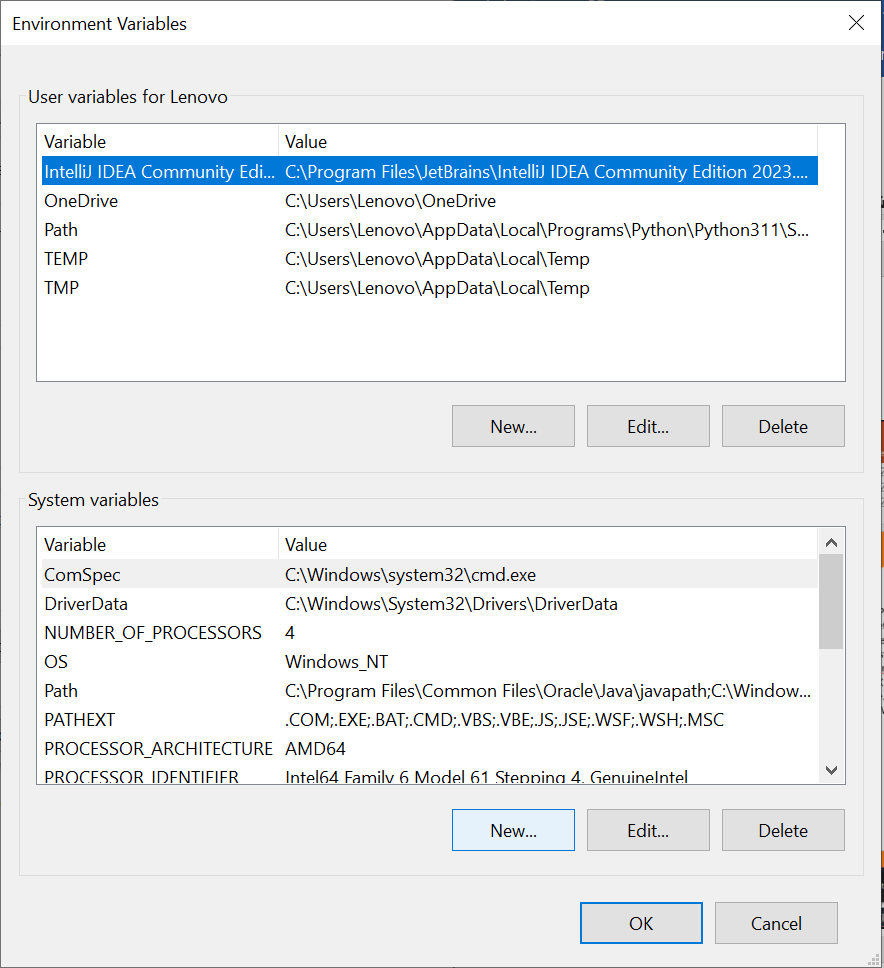 Environment Variables
User variables for Lenovo
Variable Value
IntelliJ IDEA Community Edi... C:\Program Files\JetBrains\IntelliJ IDEA Community Edition 2023....
OneDrive C:\Users\Lenovo\OneDrive
Path C:\Users\Lenovo\AppData\Local\Programs\Python\Python311\S...
TEMP C:\Users\Lenovo\AppData\Local\Temp
TMP C:\Users\Lenovo\AppData\Local\Temp
New... Edit... Delete
System variables
Variable Value
ComSpec C:\Windows\system32\cmd.exe
DriverData C:\Windows\System32\Drivers\DriverData
NUMBER_OF_PROCESSORS 4
OS Windows_NT
Path C:\Program Files\Common Files\Oracle\Java\javapath;C:\Window...
PATHEXT .COM;.EXE;.BAT;.CMD;.VBS;.VBE;.JS;.JSE;.WSF;.WSH;.MSC
PROCESSOR_ARCHITECTURE AMD64
PROCESSOR_IDENTIFIER Intel64 Family 6 Model 61 Stepping 4, GenuineIntel
New... Edit... Delete
OK Cancel